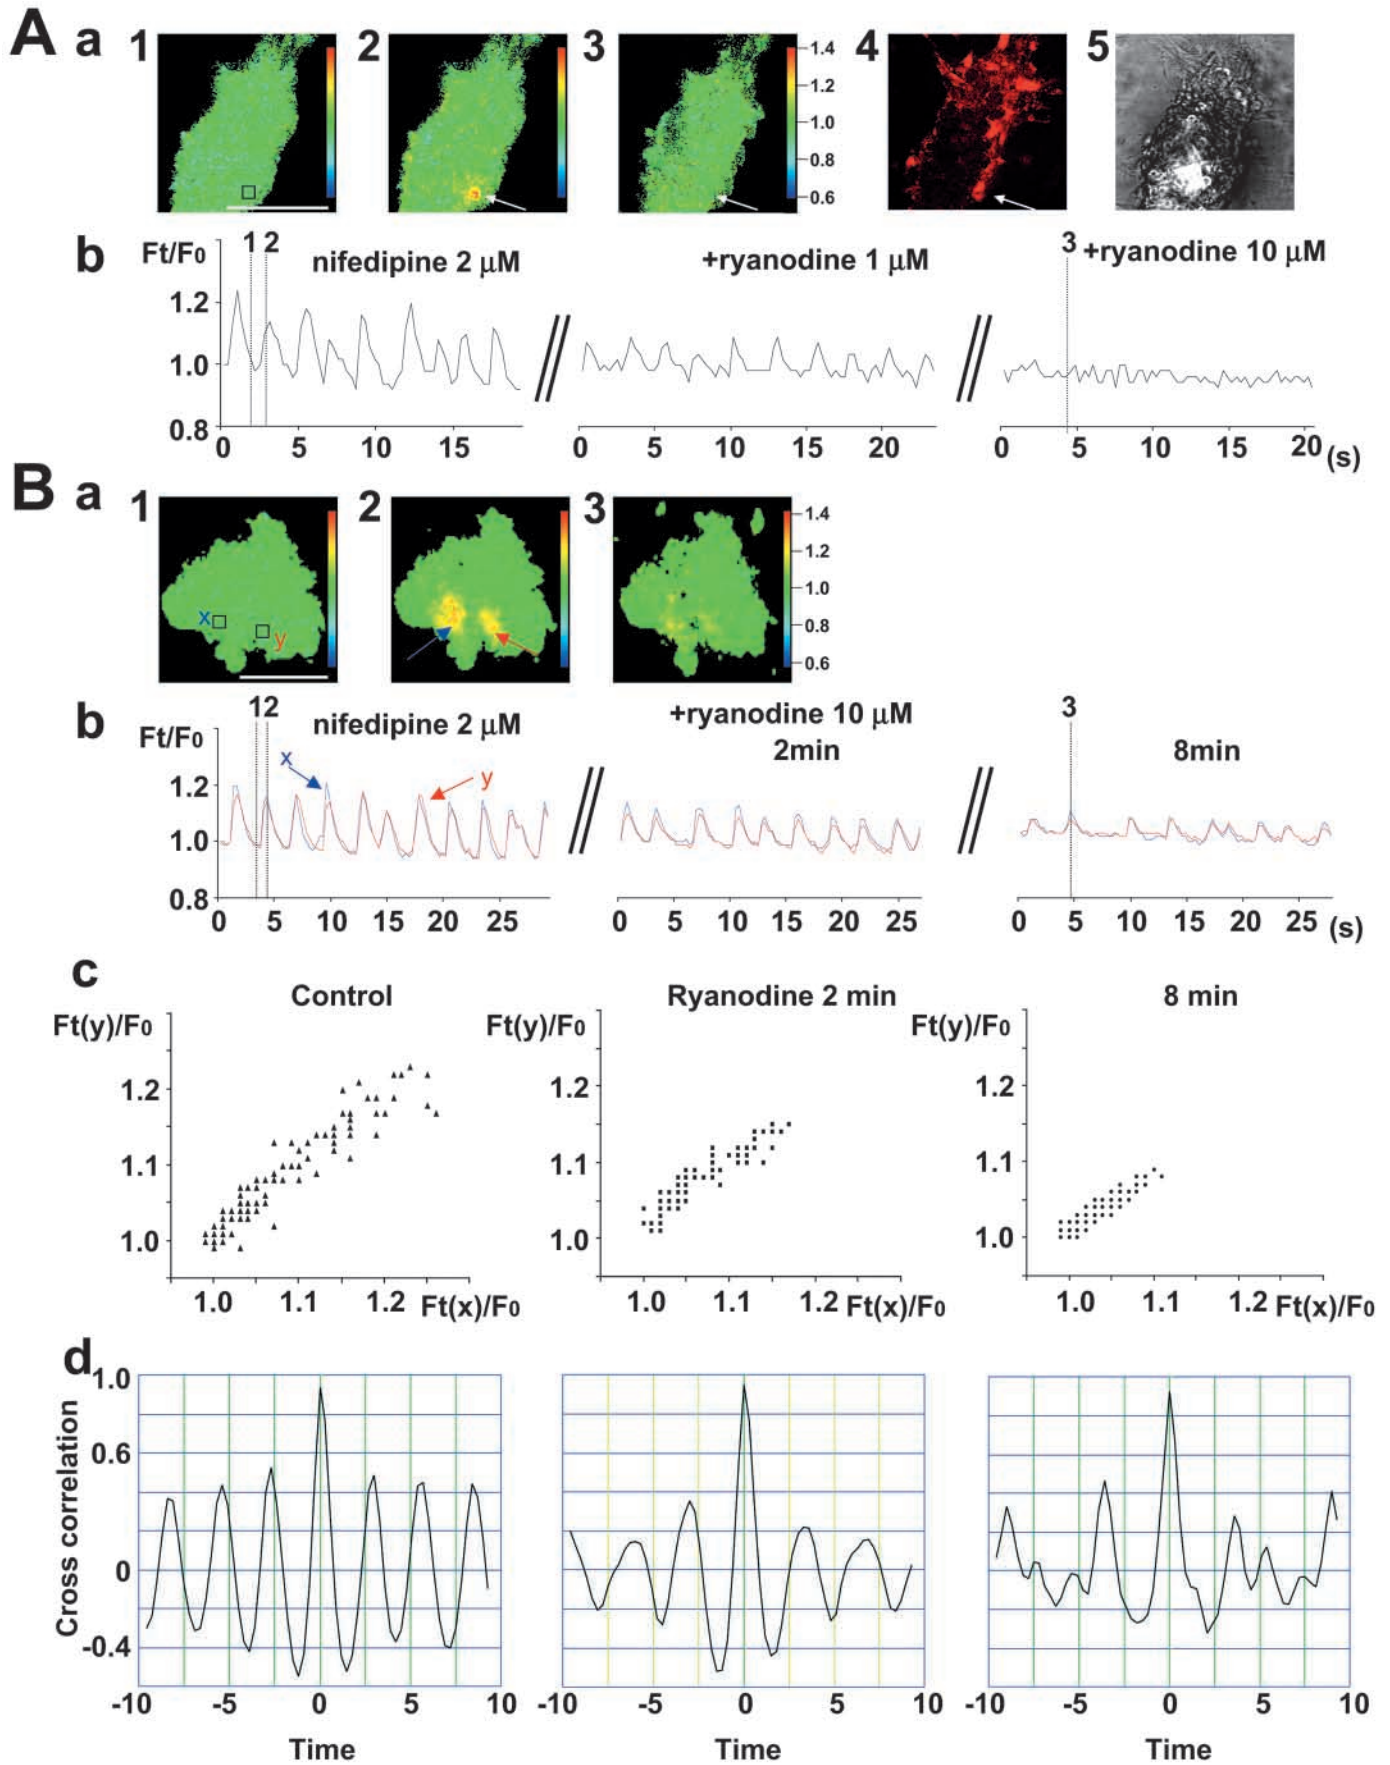 A a 1 2 3 4 5
1.4
1.2
1.0
0.8
0.6
b Ft/F0 1 2 nifedipine 2 μM +ryanodine 1 μM 3 +ryanodine 10 μM
1.2
1.0
0.8
0 5 10 15 0 5 10 15 20 0 5 10 15 20 (s)
B a 1 2 3
1.4
1.2
1.0
0.8
0.6
x
y
b Ft/F0 12 nifedipine 2 μM +ryanodine 10 μM 3
2min 8min
x
y
1.2
1.0
0.8
0 5 10 15 20 25 0 5 10 15 20 25 0 5 10 15 20 25 (s)
c
Control Ryanodine 2 min 8 min
Ft(y)/F0 Ft(y)/F0 Ft(y)/F0
1.2 1.2 1.2
1.1 1.1 1.1
1.0 1.0 1.0
1.0 1.1 1.2 Ft(x)/F0 1.0 1.1 1.2 Ft(x)/F0 1.0 1.1 1.2 Ft(x)/F0
d
Cross correlation
1.0
0.6
0
-0.4
-10 -5 0 5 10 -10 -5 0 5 10 -10 -5 0 5 10
Time Time Time